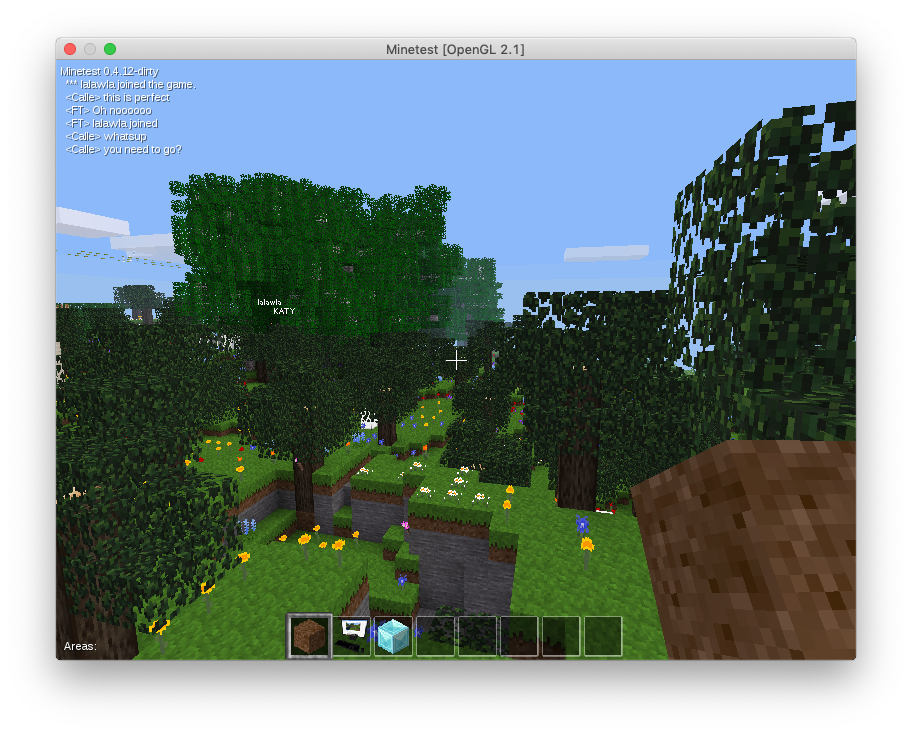 Minetest [OpenGL 2.1]
Minetest 0.4.12-dirty
*** lalawla joined the game.
<Calle> this is perfect
<FT> Oh noooooo
<FT> lalawla joined
<Calle> whatsup
<Calle> you need to go?
lalawla
KATY
Areas: